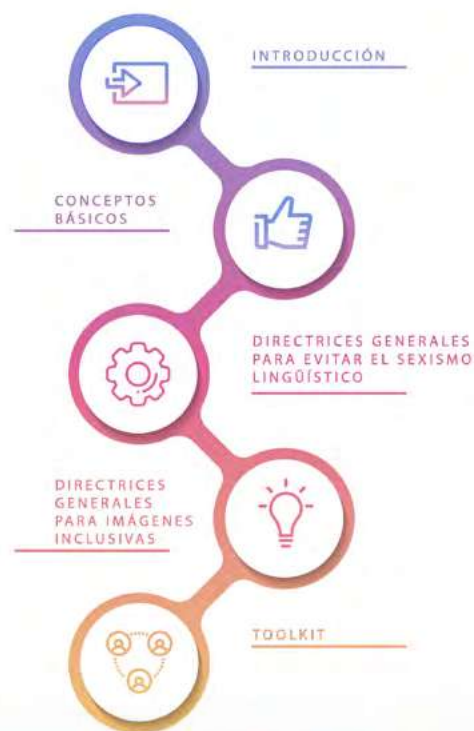 INTRODUCCIÓN
CONCEPTOS
BÁSICOS
DIRECTRICES GENERALES
PARA EVITAR EL SEXISMO
LINGÜÍSTICO
DIRECTRICES
GENERALES
PARA IMÁGENES
INCLUSIVAS
TOOLKIT